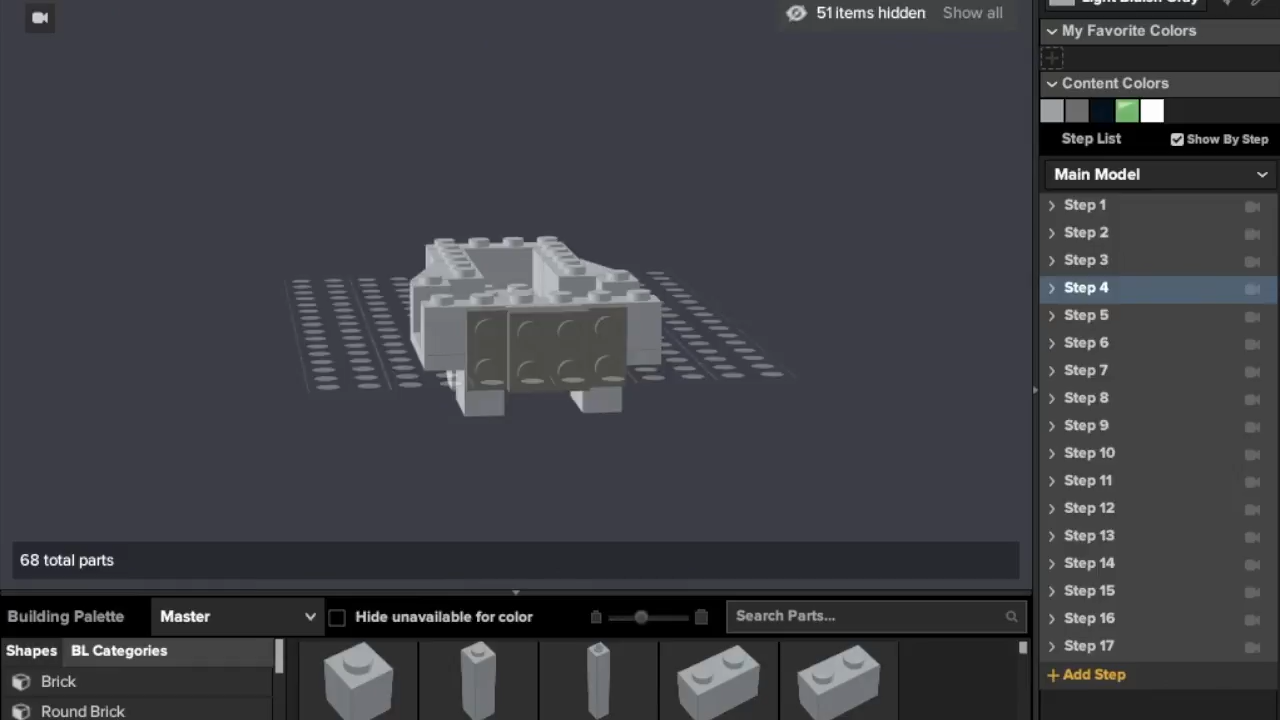 51 items hidden Show all
Light Bluish Gray
My Favorite Colors
Content Colors
Step List Show By Step
Main Model
Step 1
Step 2
Step 3
Step 4
Step 5
Step 6
Step 7
Step 8
Step 9
Step 10
Step 11
Step 12
Step 13
Step 14
Step 15
Step 16
Step 17
+ Add Step
68 total parts
Building Palette Master Hide unavailable for color Search Parts...
Shapes BL Categories
Brick
Round Brick